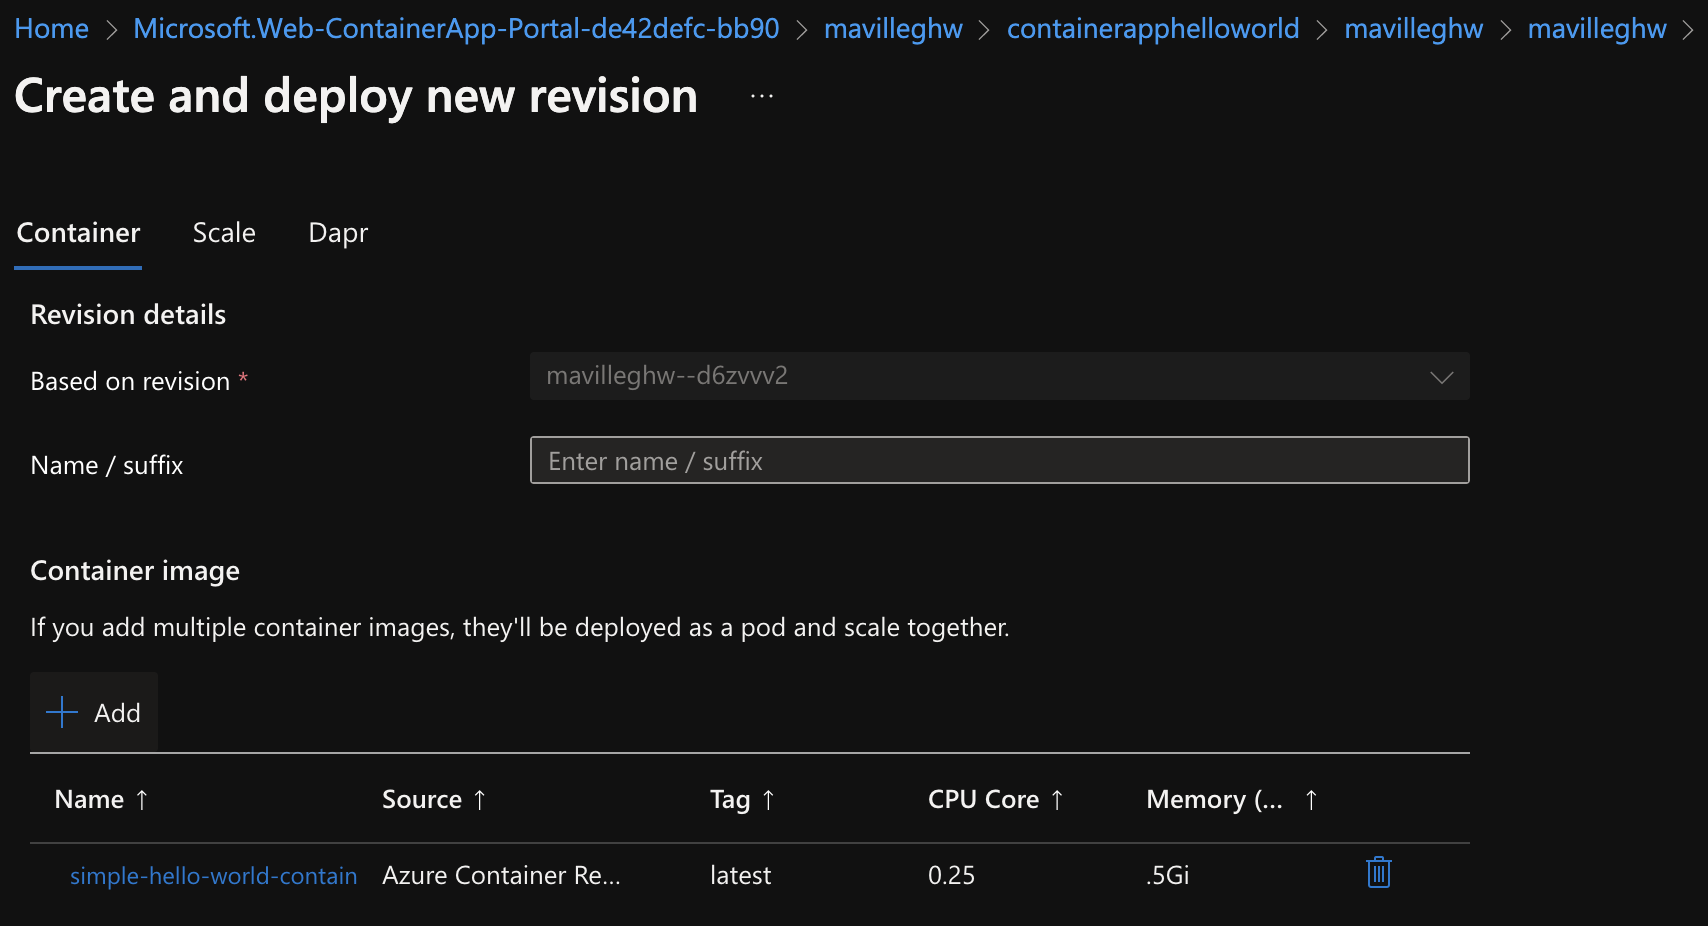 Home > Microsoft.Web-ContainerApp-Portal-de42defc-bb90 > mavilleghw > containerapphelloworld > mavilleghw > mavilleghw >
Create and deploy new revision ...
Container Scale Dapr
Revision details
Based on revision * mavilleghw--d6zvvv2
Name / suffix Enter name / suffix
Container image
If you add multiple container images, they'll be deployed as a pod and scale together.
+ Add
Name ↑ Source ↑ Tag ↑ CPU Core ↑ Memory (... ↑
simple-hello-world-contain Azure Container Re... latest 0.25 .5Gi